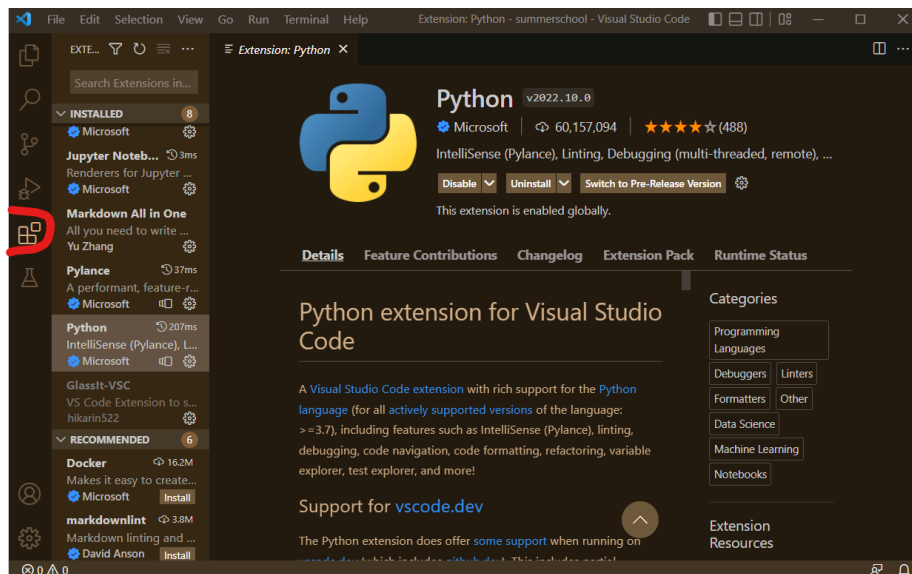 File Edit Selection View Go Run Terminal Help Extension: Python - summerschool - Visual Studio Code
EXTE...
Extension: Python
Search Extensions in...
INSTALLED 8
Microsoft
Jupyter Noteb... 3ms
Renderers for Jupyter ...
Microsoft
Markdown All in One
All you need to write ...
Yu Zhang
Pylance 37ms
A performant, feature-r...
Microsoft
Python 207ms
IntelliSense (Pylance), L...
Microsoft
GlassIt-VSC
VS Code Extension to s...
hikarin522
RECOMMENDED 6
Docker 16.2M
Makes it easy to create...
Microsoft Install
markdownlint 3.8M
Markdown linting and ...
David Anson Install
Python v2022.10.0
Microsoft 60,157,094 (488)
IntelliSense (Pylance), Linting, Debugging (multi-threaded, remote), ...
Disable Uninstall Switch to Pre-Release Version
This extension is enabled globally.
Details Feature Contributions Changelog Extension Pack Runtime Status
Python extension for Visual Studio
Code
A Visual Studio Code extension with rich support for the Python
language (for all actively supported versions of the language:
>=3.7), including features such as IntelliSense (Pylance), linting,
debugging, code navigation, code formatting, refactoring, variable
explorer, test explorer, and more!
Support for vscode.dev
The Python extension does offer some support when running on
vscode.dev (which includes github.dev). This includes partial
Categories
Programming
Languages
Debuggers Linters
Formatters Other
Data Science
Machine Learning
Notebooks
Extension
Resources
0 0